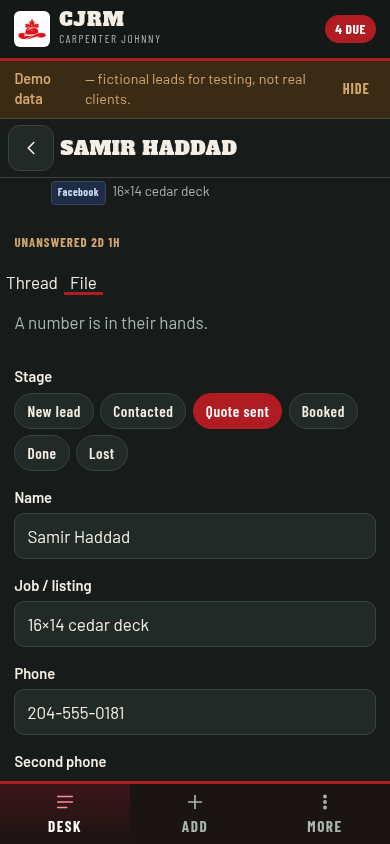 CJRM
CARPENTER JOHNNY
4 DUE
Demo data
— fictional leads for testing, not real clients.
HIDE
SAMIR HADDAD
Facebook 16×14 cedar deck
UNANSWERED 2D 1H
Thread File
A number is in their hands.
Stage
New lead Contacted Quote sent Booked
Done Lost
Name
Samir Haddad
Job / listing
16×14 cedar deck
Phone
204-555-0181
Second phone
DESK ADD MORE